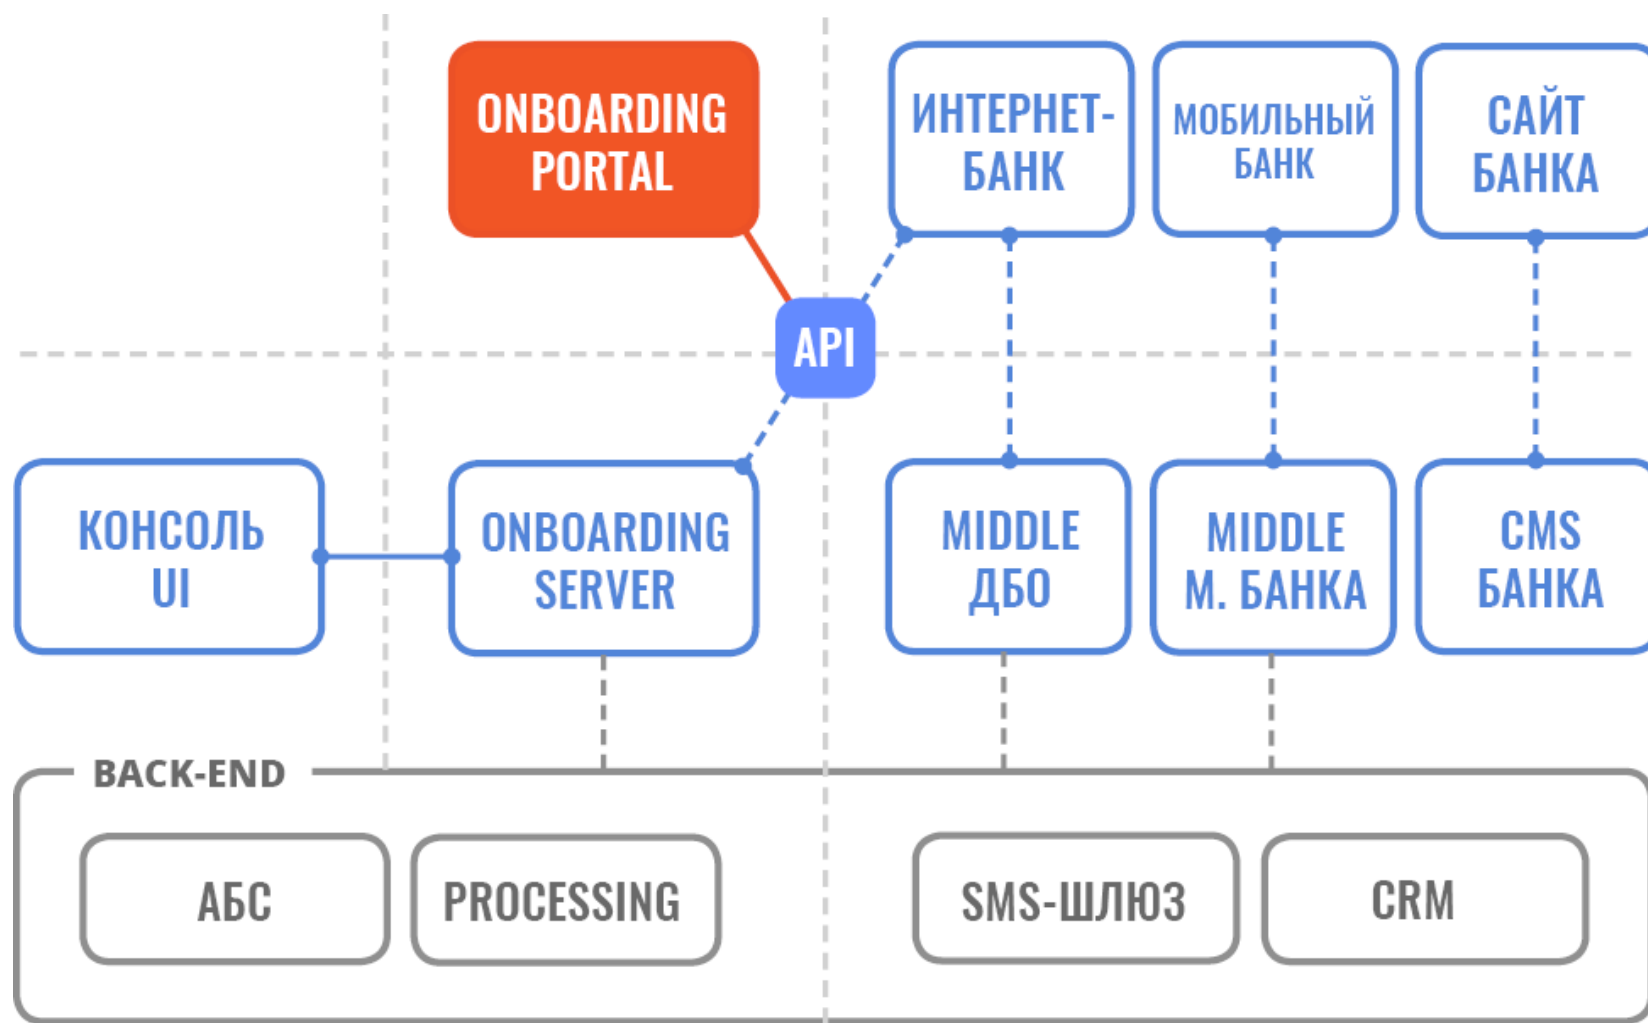 ONBOARDING
PORTAL
ИНТЕРНЕТ-
БАНК
МОБИЛЬНЫЙ
БАНК
САЙТ
БАНКА
API
КОНСОЛЬ
UI
ONBOARDING
SERVER
MIDDLE
ДБО
MIDDLE
М. БАНКА
CMS
БАНКА
BACK-END
АБС
PROCESSING
SMS-ШЛЮЗ
CRM